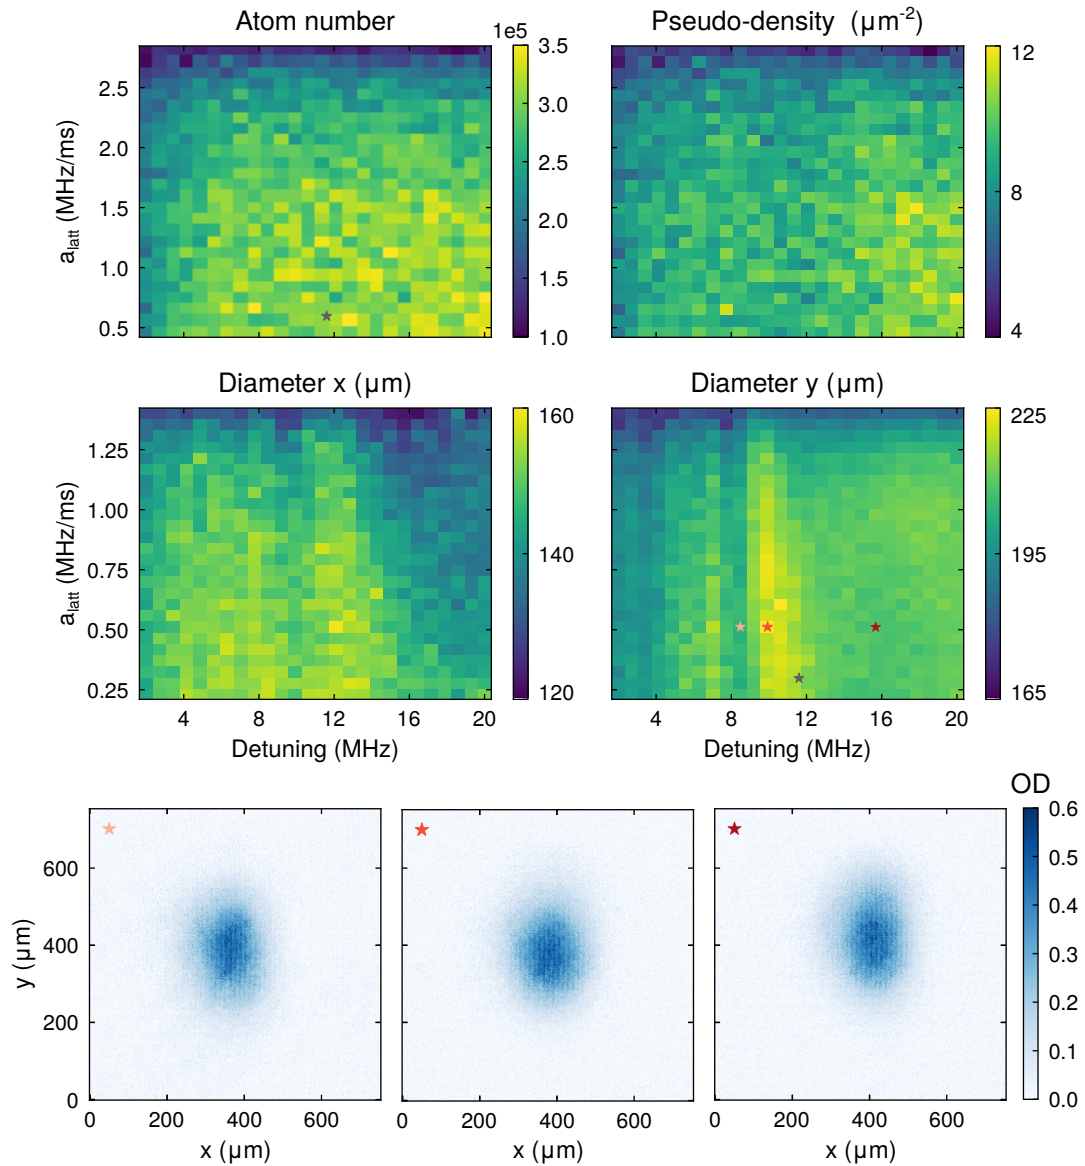 Atom number
Pseudo-density (µm⁻²)
1e5
2.5
2.0
1.5
1.0
0.5
a_latt (MHz/ms)
3.5
3.0
2.5
2.0
1.5
1.0
12
8
4
Diameter x (µm)
Diameter y (µm)
1.25
1.00
0.75
0.50
0.25
a_latt (MHz/ms)
160
140
120
225
195
165
4 8 12 16 20
4 8 12 16 20
Detuning (MHz)
Detuning (MHz)
OD
600
400
200
0
y (µm)
0.6
0.5
0.4
0.3
0.2
0.1
0.0
0 200 400 600
0 200 400 600
0 200 400 600
x (µm)
x (µm)
x (µm)